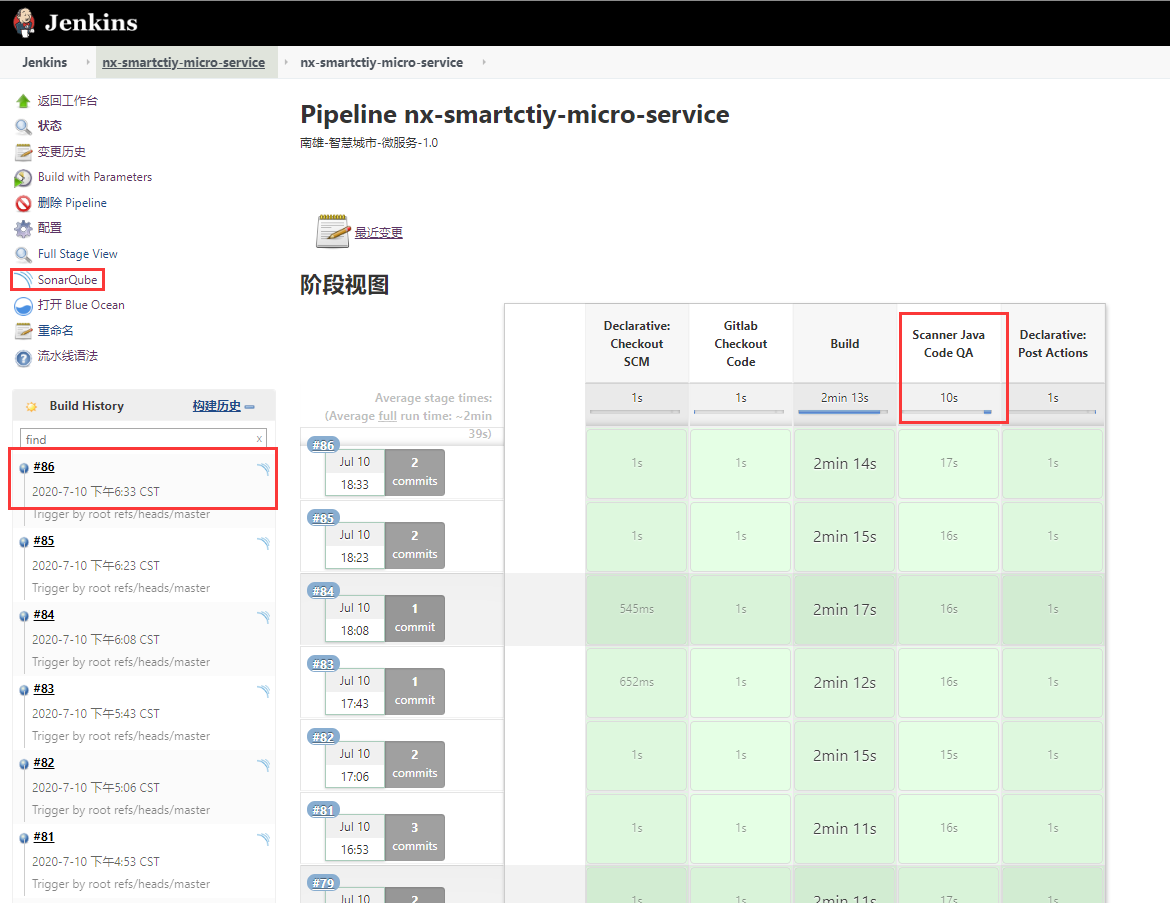 Jenkins
Jenkins
nx-smartctiy-micro-service
nx-smartctiy-micro-service
返回工作台
状态
变更历史
Build with Parameters
删除 Pipeline
配置
Full Stage View
SonarQube
打开 Blue Ocean
重命名
流水线语法
Build History
构建历史
find
x
#86
2020-7-10 下午6:33 CST
Trigger by root refs/heads/master
#85
2020-7-10 下午6:23 CST
Trigger by root refs/heads/master
#84
2020-7-10 下午6:08 CST
Trigger by root refs/heads/master
#83
2020-7-10 下午5:43 CST
Trigger by root refs/heads/master
#82
2020-7-10 下午5:06 CST
Trigger by root refs/heads/master
#81
2020-7-10 下午4:53 CST
Trigger by root refs/heads/master
Pipeline nx-smartctiy-micro-service
南雄-智慧城市-微服务-1.0
最近变更
阶段视图
Declarative:
Checkout
SCM
Gitlab
Checkout
Code
Build
Scanner Java
Code QA
Declarative:
Post Actions
Average stage times:
(Average full run time: ~2min
39s)
1s
1s
2min 13s
10s
1s
#86
Jul 10
18:33
2
commits
1s
1s
2min 14s
17s
1s
#85
Jul 10
18:23
2
commits
1s
1s
2min 15s
16s
1s
#84
Jul 10
18:08
1
commit
545ms
1s
2min 17s
16s
1s
#83
Jul 10
17:43
1
commit
652ms
1s
2min 12s
16s
1s
#82
Jul 10
17:06
2
commits
1s
1s
2min 15s
15s
1s
#81
Jul 10
16:53
3
commits
1s
1s
2min 11s
16s
1s
#79
Jul 10
2
1s
1s
2min 11s
17s
1s